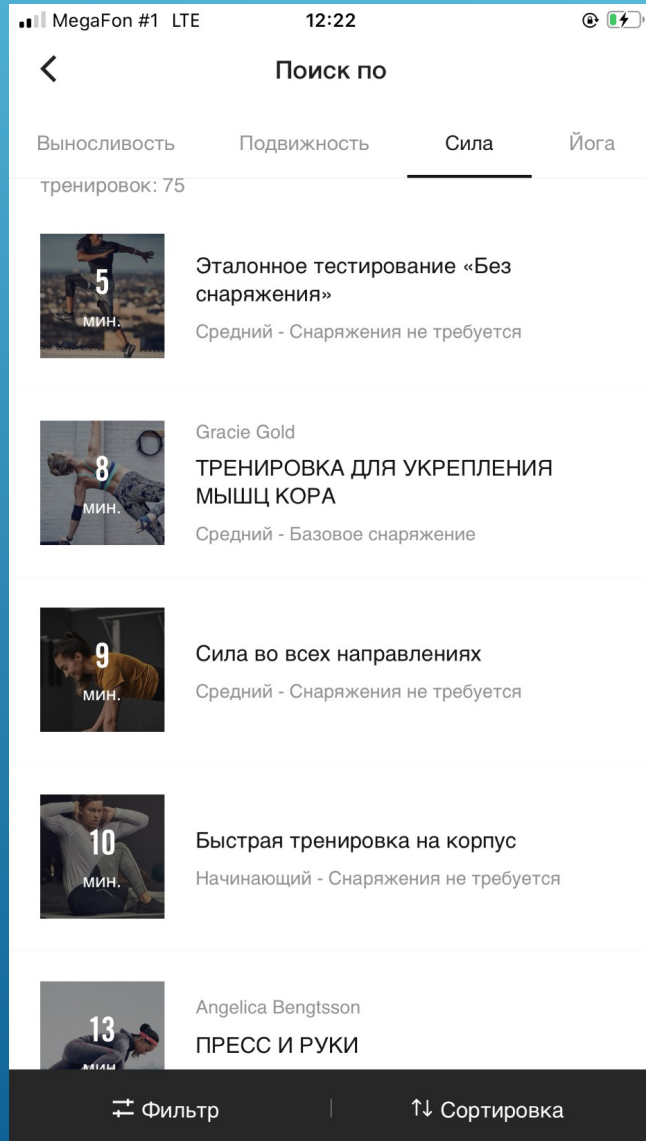 MegaFon #1 LTE 12:22
Поиск по
Выносливость Подвижность Сила Йога
тренировок: 75
5
мин.
Эталонное тестирование «Без
снаряжения»
Средний - Снаряжения не требуется
8
мин.
Gracie Gold
ТРЕНИРОВКА ДЛЯ УКРЕПЛЕНИЯ
МЫШЦ КОРА
Средний - Базовое снаряжение
9
мин.
Сила во всех направлениях
Средний - Снаряжения не требуется
10
мин.
Быстрая тренировка на корпус
Начинающий - Снаряжения не требуется
13
мин.
Angelica Bengtsson
ПРЕСС И РУКИ
Фильтр Сортировка